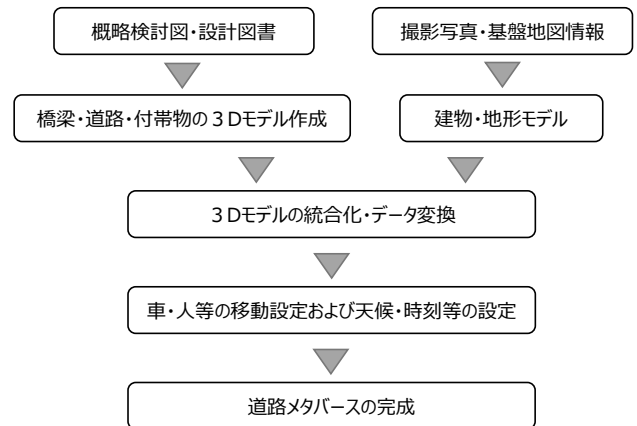 概略検討図・設計図書
撮影写真・基盤地図情報
橋梁・道路・付帯物の３Dモデル作成
建物・地形モデル
３Dモデルの統合化・データ変換
車・人等の移動設定および天候・時刻等の設定
道路メタバースの完成